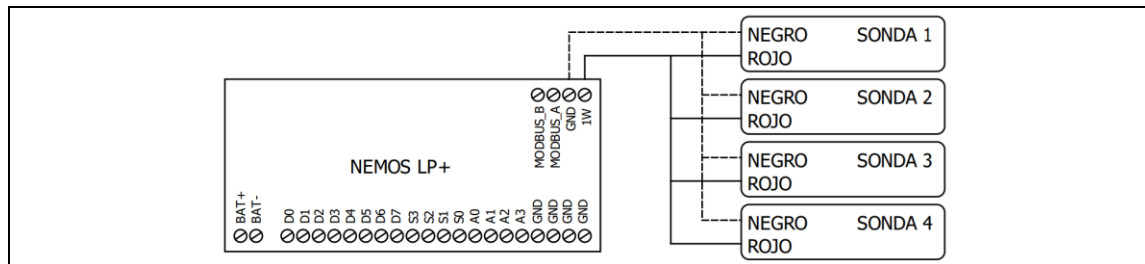 NEGRO SONDA 1
ROJO
NEGRO SONDA 2
ROJO
NEGRO SONDA 3
ROJO
NEGRO SONDA 4
ROJO
MODBUS_B
MODBUS_A
GND
1W
NEMOS LP+
BAT+
BAT-
D0
D1
D2
D3
D4
D5
D6
D7
S3
S2
S1
S0
A0
A1
A2
A3
GND
GND
GND
GND